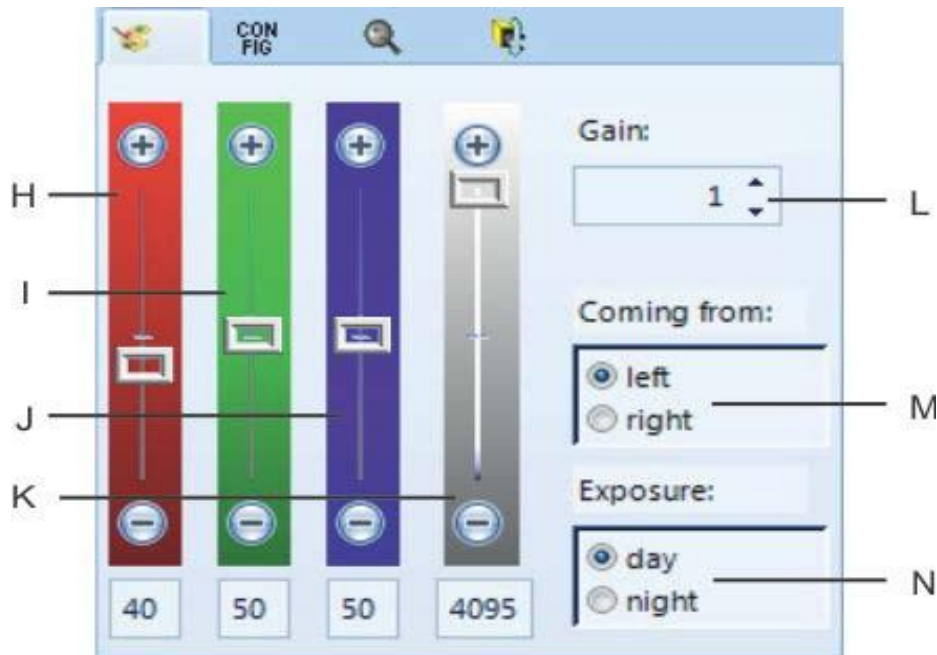 CON
FIG
Gain:
H
1
L
I
Coming from:
left
M
right
J
K
Exposure:
day
N
night
40 50 50 4095